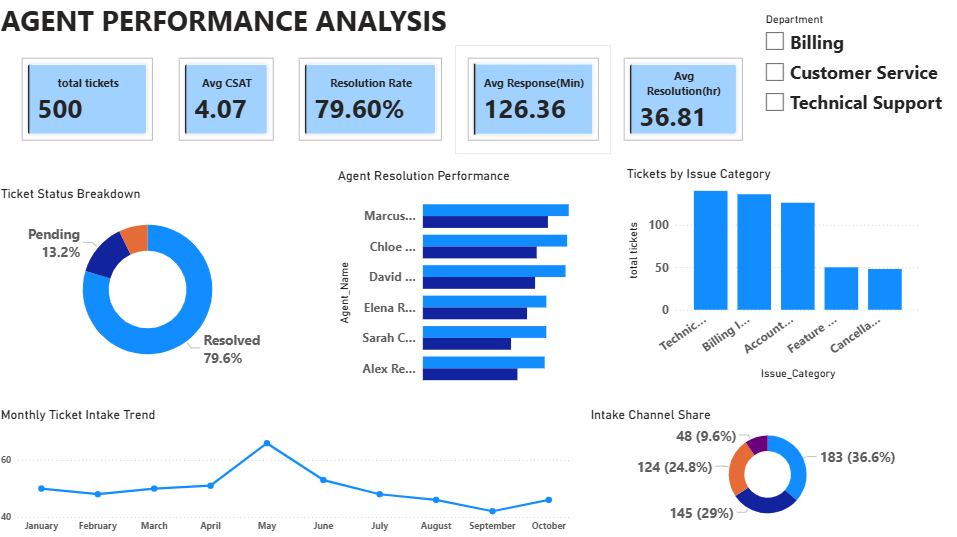 AGENT PERFORMANCE ANALYSIS
Department
Billing
Customer Service
Technical Support
total tickets
500
Avg CSAT
4.07
Resolution Rate
79.60%
Avg Response(Min)
126.36
Avg
Resolution(hr)
36.81
Ticket Status Breakdown
Pending
13.2%
Resolved
79.6%
Agent Resolution Performance
Agent_Name
Marcus...
Chloe ...
David ...
Elena R...
Sarah C...
Alex Re...
Tickets by Issue Category
total tickets
100
50
0
Technic...
Billing I...
Account...
Feature ...
Cancella...
Issue_Category
Monthly Ticket Intake Trend
60
40
January February March April May June July August September October
Intake Channel Share
48 (9.6%)
183 (36.6%)
124 (24.8%)
145 (29%)